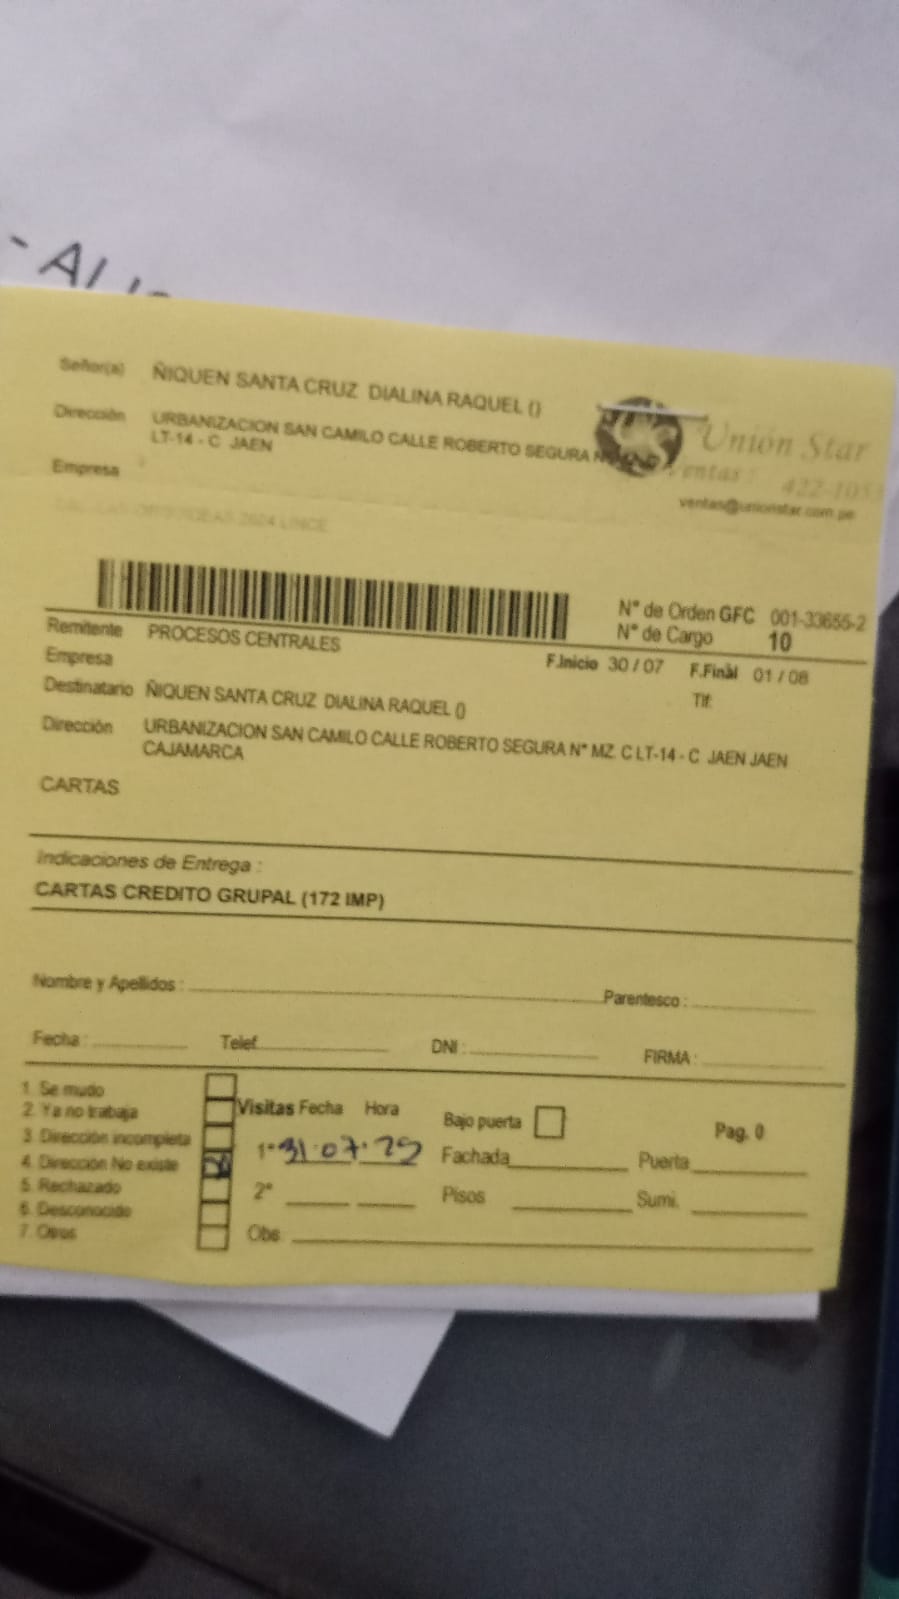 - AL
Señor(a) ÑIQUEN SANTA CRUZ DIALINA RAQUEL ()
Dirección URBANIZACION SAN CAMILO CALLE ROBERTO SEGURA
LT-14 - C JAEN
Empresa
Unión Star
Ventas : 422-105
ventas@unionstar.com.pe
2024 LINCE
N° de Orden GFC 001-33655-2
N° de Cargo 10
Remitente PROCESOS CENTRALES
Empresa
F.Inicio 30 / 07 F.Final 01 / 08
Destinatario ÑIQUEN SANTA CRUZ DIALINA RAQUEL ()
Tlf:
Dirección URBANIZACION SAN CAMILO CALLE ROBERTO SEGURA N° MZ. C LT-14 - C JAEN JAEN
CAJAMARCA
CARTAS
Indicaciones de Entrega :
CARTAS CREDITO GRUPAL (172 IMP)
Nombre y Apellidos : Parentesco :
Fecha : Telef. DNI : FIRMA :
1. Se mudo
2. Ya no trabaja
3. Dirección incompleta
4. Dirección No existe
5. Rechazado
6. Desconocido
7. Otros
Visitas Fecha Hora
1° 31.07.25
2°
Obs
Bajo puerta
Pag. 0
Fachada Puerta
Pisos Sumi.